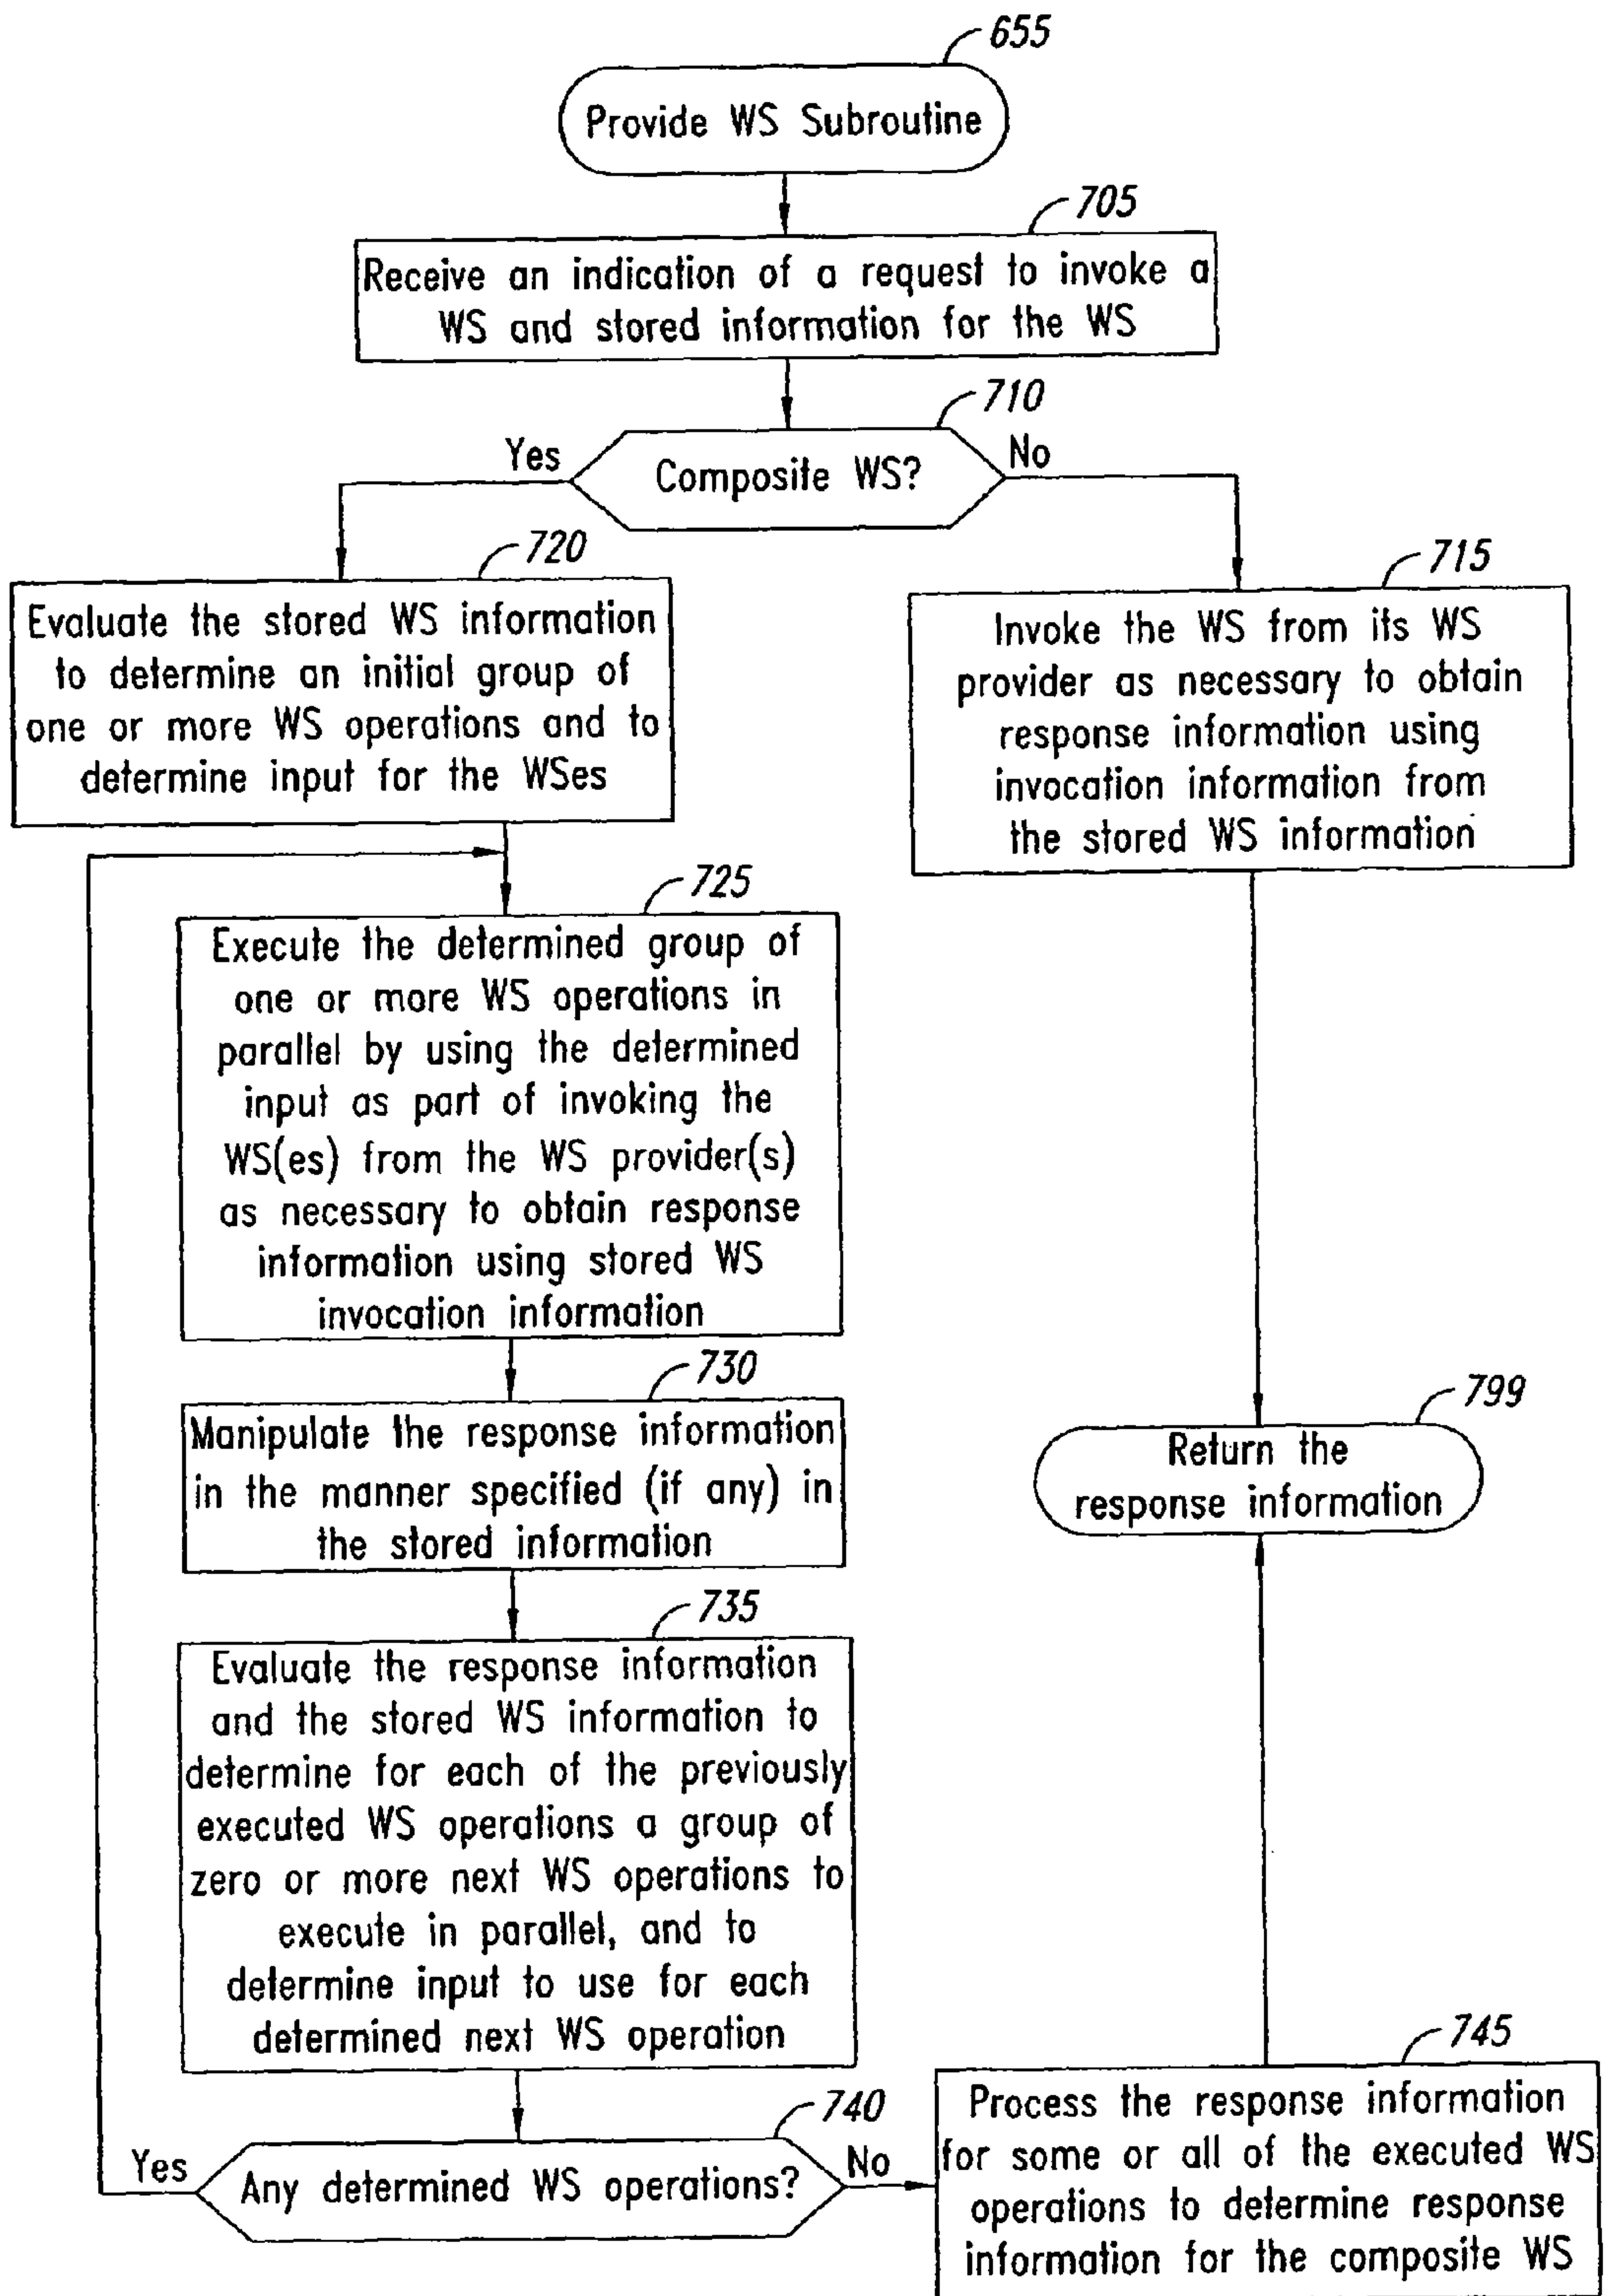 655
Provide WS Subroutine
705
Receive an indication of a request to invoke a
WS and stored information for the WS
710
Yes
Composite WS?
No
720
Evaluate the stored WS information
to determine an initial group of
one or more WS operations and to
determine input for the WSes
715
Invoke the WS from its WS
provider as necessary to obtain
response information using
invocation information from
the stored WS information
725
Execute the determined group of
one or more WS operations in
parallel by using the determined
input as part of invoking the
WS(es) from the WS provider(s)
as necessary to obtain response
information using stored WS
invocation information
730
Manipulate the response information
in the manner specified (if any) in
the stored information
799
Return the
response information
735
Evaluate the response information
and the stored WS information to
determine for each of the previously
executed WS operations a group of
zero or more next WS operations to
execute in parallel, and to
determine input to use for each
determined next WS operation
740
Yes
Any determined WS operations?
No
745
Process the response information
for some or all of the executed WS
operations to determine response
information for the composite WS